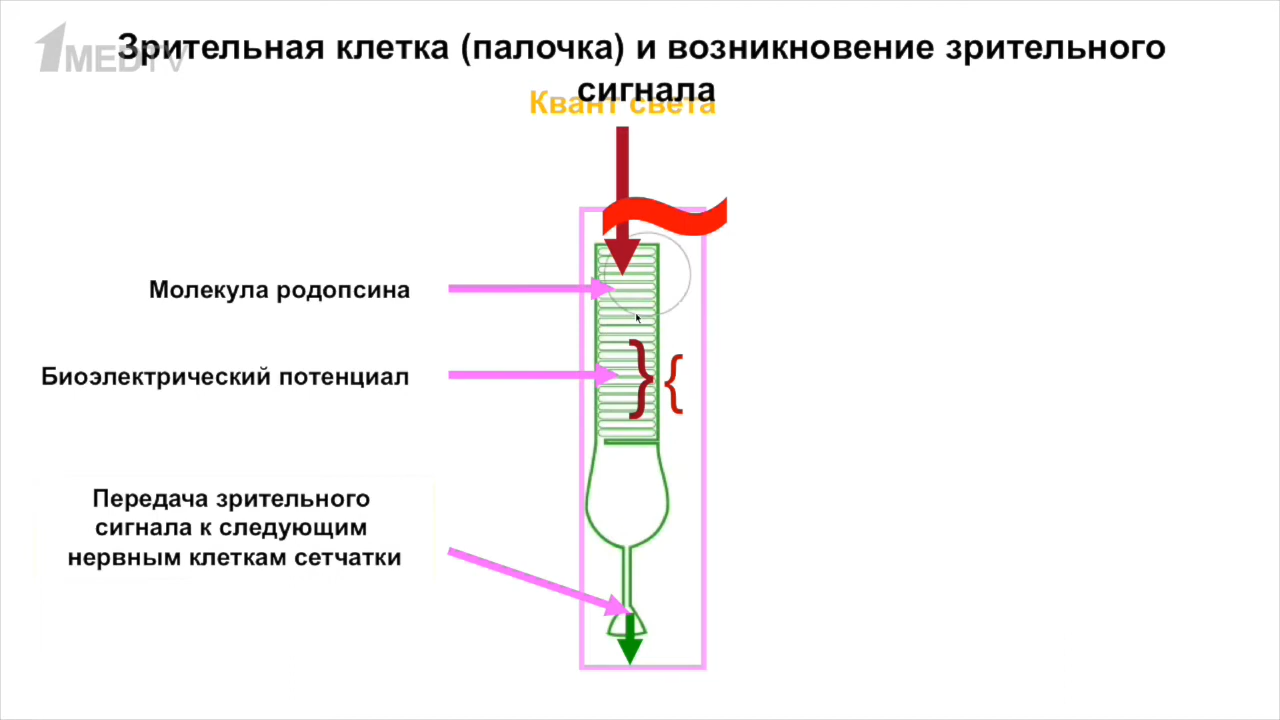 1MEDTV
Зрительная клетка (палочка) и возникновение зрительного
сигнала
Квант света
Молекула родопсина
Биоэлектрический потенциал
Передача зрительного
сигнала к следующим
нервным клеткам сетчатки